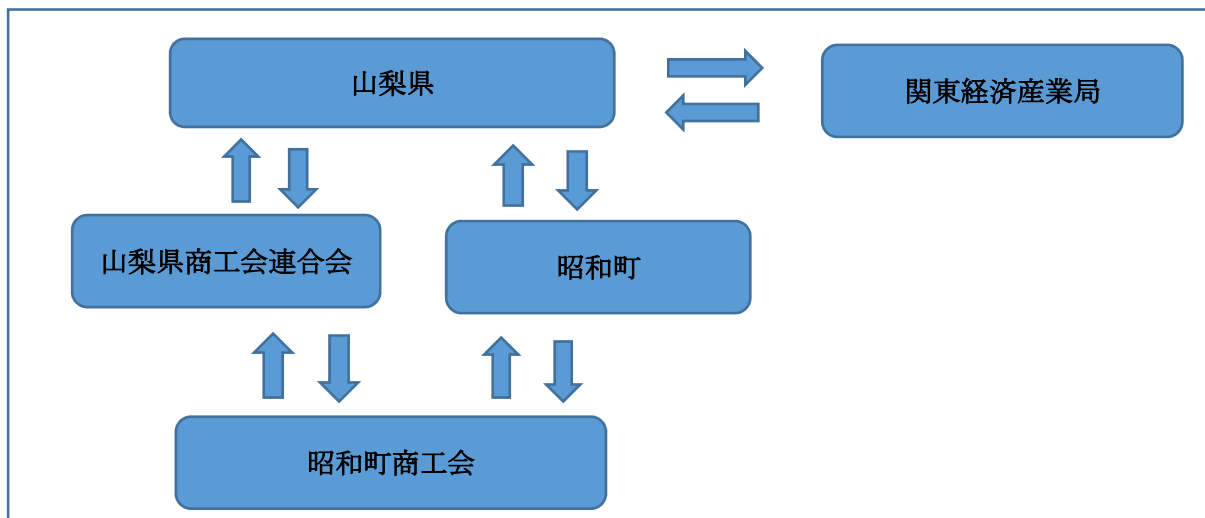 山梨県
関東経済産業局
山梨県商工会連合会
昭和町
昭和町商工会